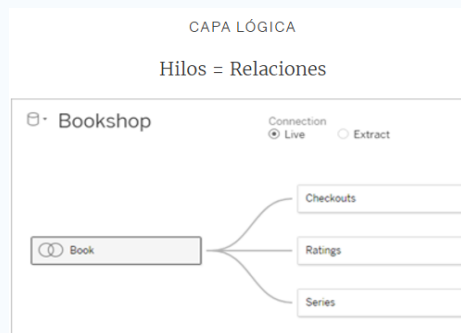 CAPA LÓGICA
Hilos = Relaciones
Bookshop
Connection
Live Extract
Checkouts
Book
Ratings
Series